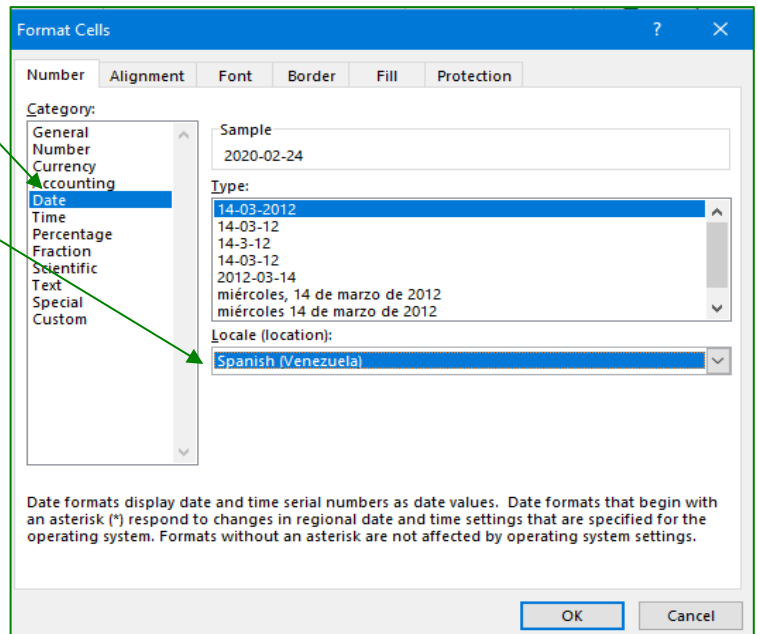 Format Cells
Number Alignment Font Border Fill Protection
Category:
General
Number
Currency
Accounting
Date
Time
Percentage
Fraction
Scientific
Text
Special
Custom
Sample
2020-02-24
Type:
14-03-2012
14-03-12
14-3-12
14-03-12
2012-03-14
miércoles, 14 de marzo de 2012
miércoles 14 de marzo de 2012
Locale (location):
Spanish (Venezuela)
Date formats display date and time serial numbers as date values. Date formats that begin with
an asterisk (*) respond to changes in regional date and time settings that are specified for the
operating system. Formats without an asterisk are not affected by operating system settings.
OK Cancel